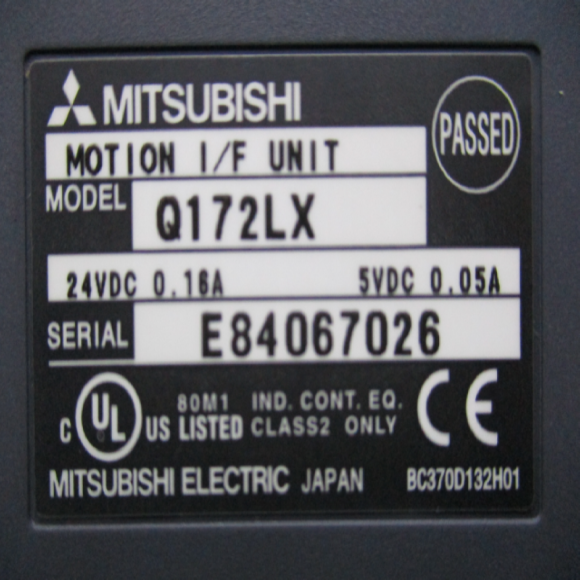 MITSUBISHI
PASSED
MOTION I/F UNIT
MODEL Q172LX
24VDC 0.16A 5VDC 0.05A
SERIAL E84067026
C UL US LISTED 80M1 IND. CONT. EQ.
CLASS2 ONLY
CE
MITSUBISHI ELECTRIC JAPAN BC370D132H01